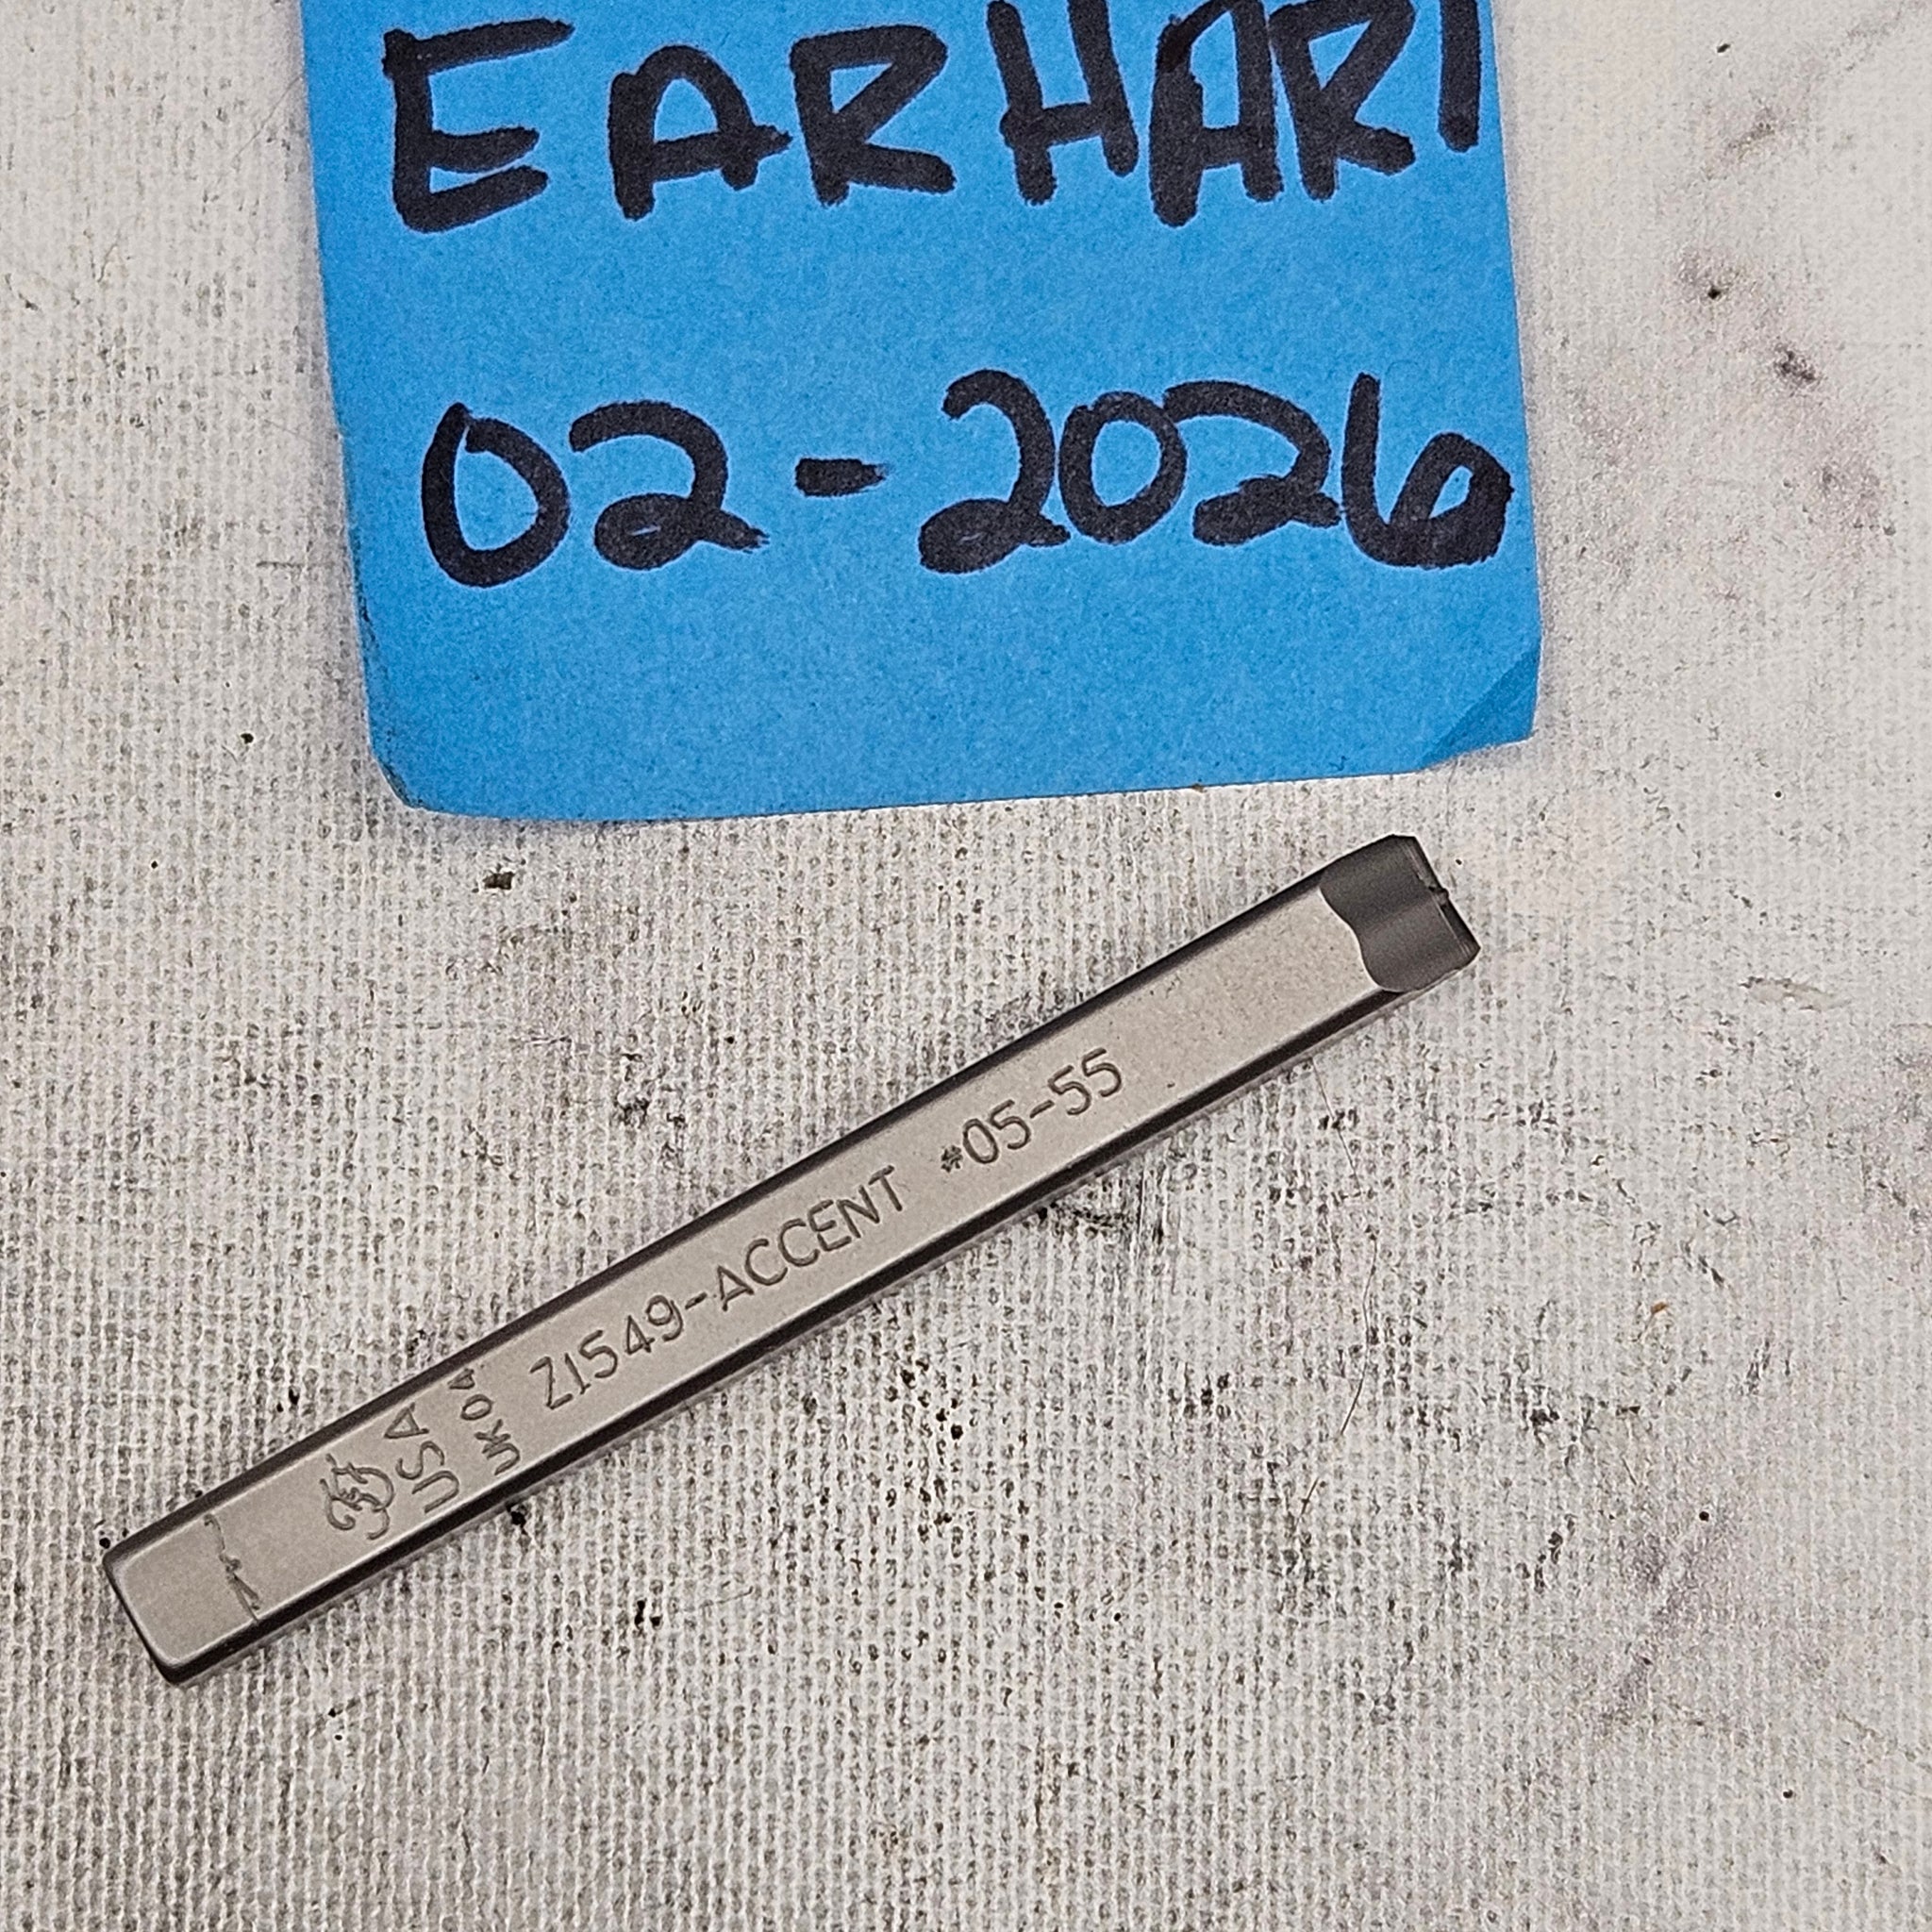 EARHART
02-2026
USA
UK04
Z1549-ACCENT #05-55